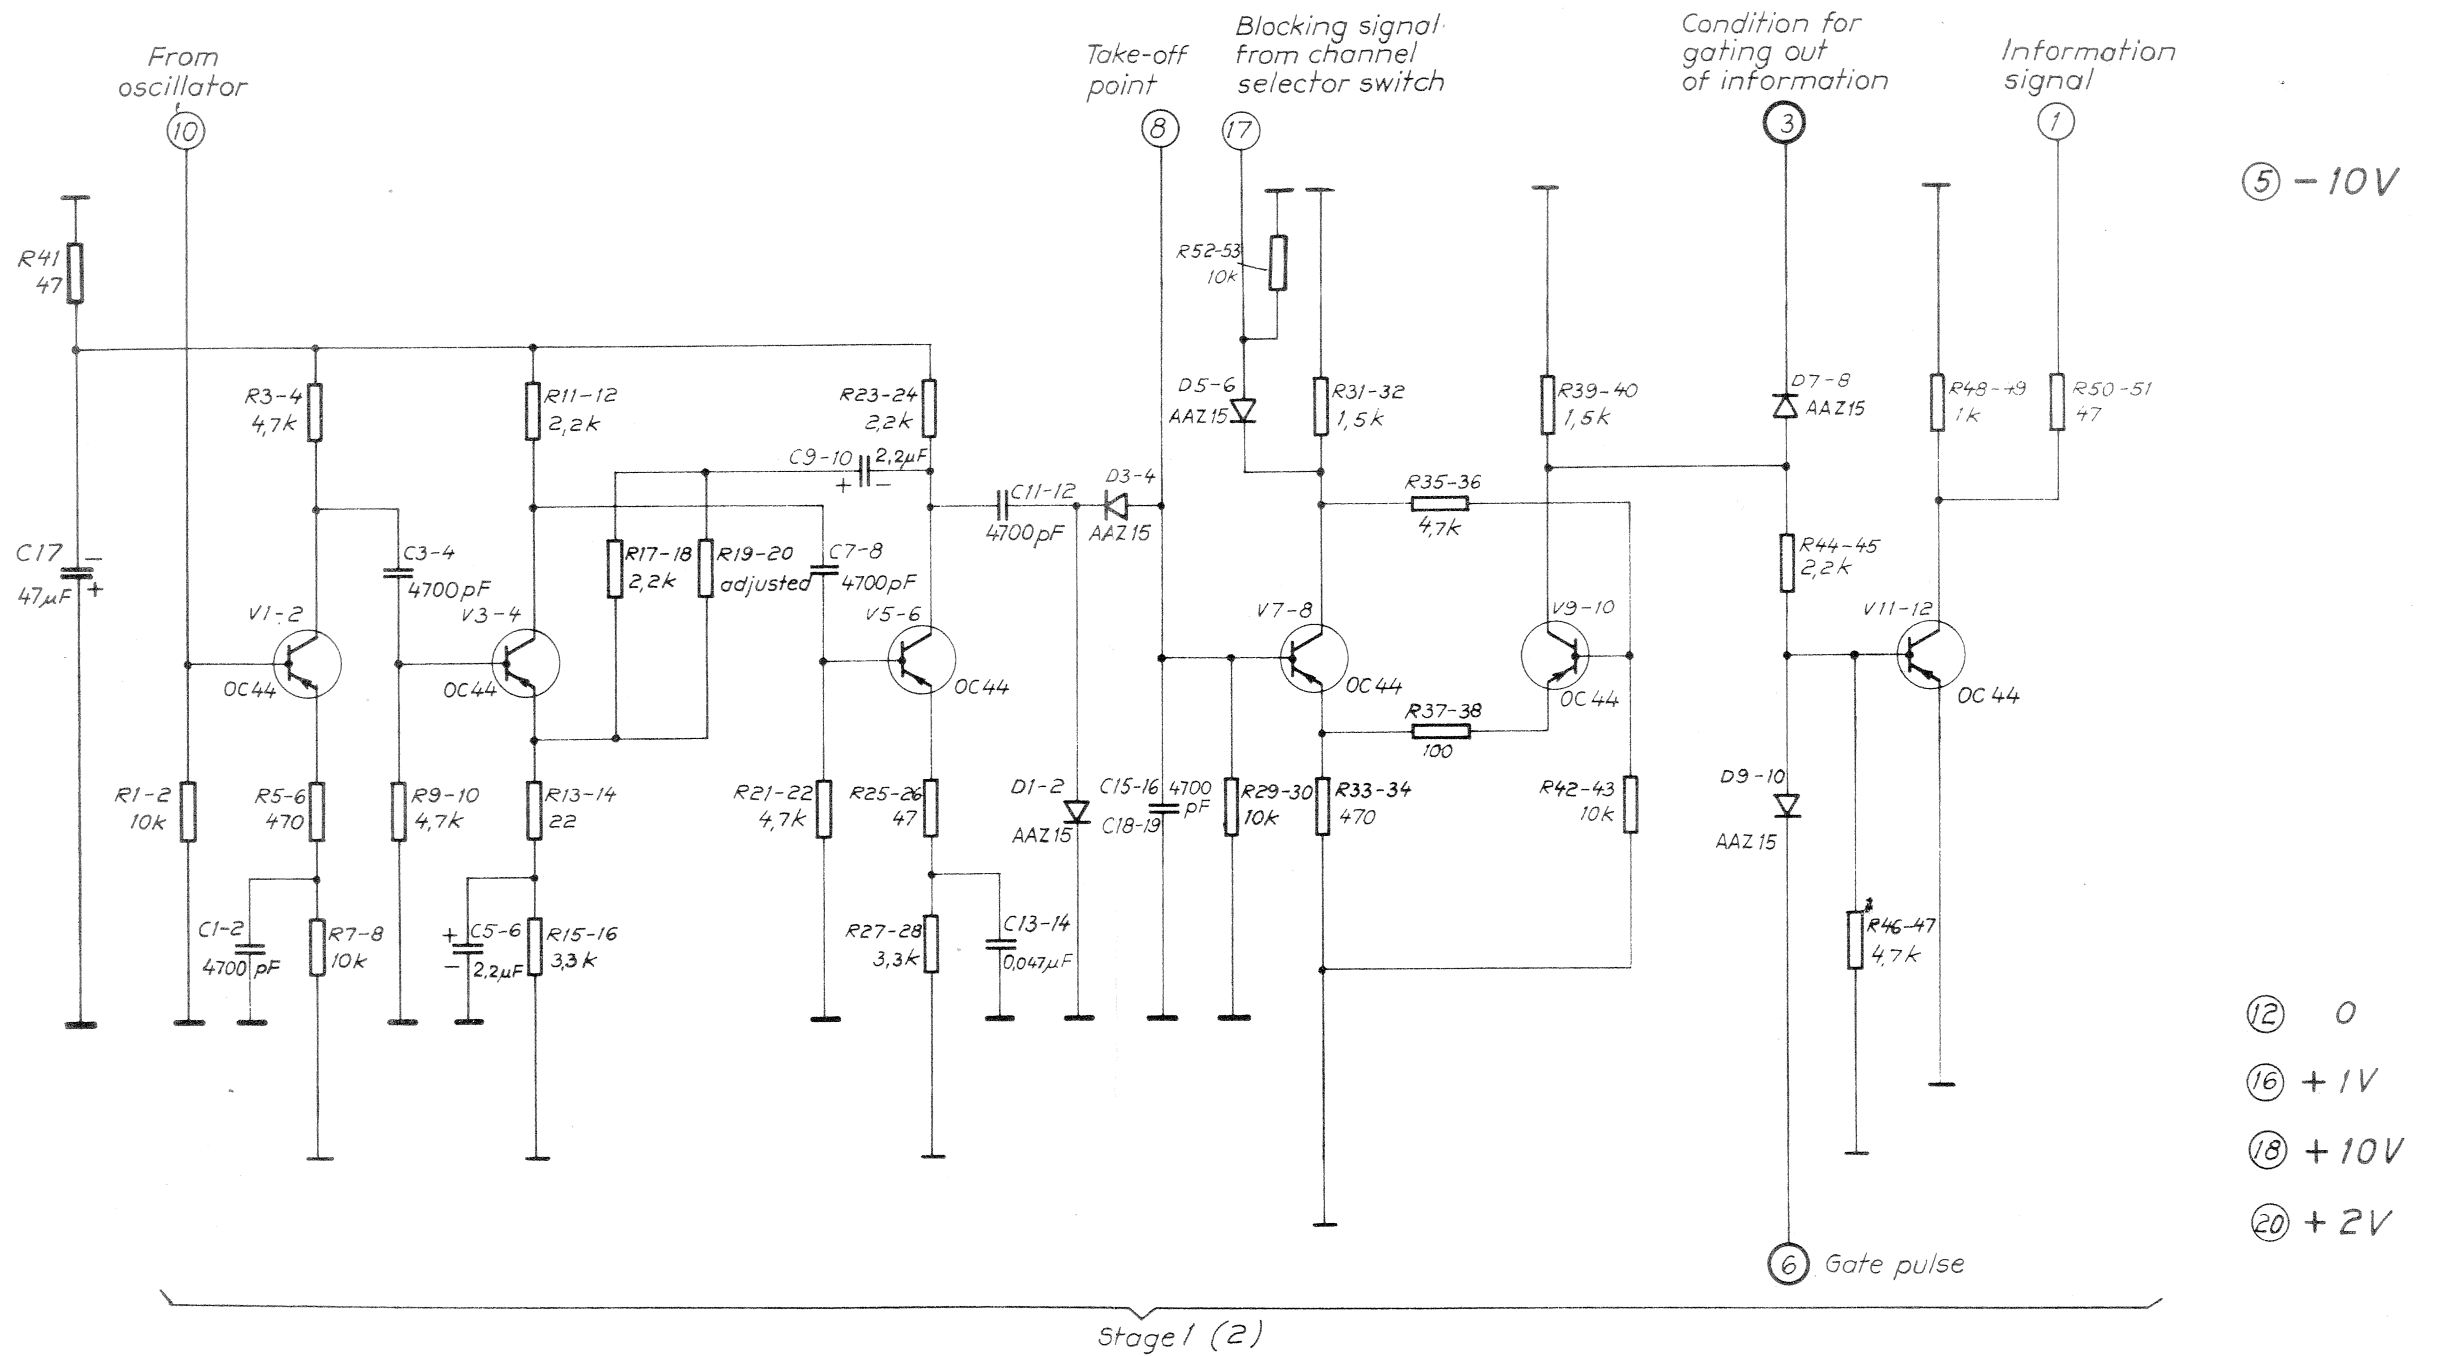 From
oscillator
10
Take-off
point
8
Blocking signal
from channel
selector switch
17
Condition for
gating out
of information
3
Information
signal
1
5 -10V
R41
47
R52-53
10k
R3-4
4,7k
R11-12
2,2k
R23-24
2,2k
D5-6
AAZ15
R31-32
1,5k
R39-40
1,5k
D7-8
AAZ15
R48-49
1k
R50-51
47
C9-10
2,2µF
+ -
C11-12
4700pF
D3-4
AAZ15
R35-36
4,7k
C17 -
47µF +
C3-4
4700pF
R17-18
2,2k
R19-20
adjusted
C7-8
4700pF
R44-45
2,2k
V1-2
OC44
V3-4
OC44
V5-6
OC44
V7-8
OC44
V9-10
OC44
V11-12
OC44
R37-38
100
R1-2
10k
R5-6
470
R9-10
4,7k
R13-14
22
R21-22
4,7k
R25-26
47
D1-2
AAZ15
C15-16
C18-19
4700
pF
R29-30
10k
R33-34
470
R42-43
10k
D9-10
AAZ15
C1-2
4700pF
R7-8
10k
+ C5-6
- 2,2µF
R15-16
3,3k
R27-28
3,3k
C13-14
0,047µF
R46-47
4,7k
12 0
16 +1V
18 +10V
20 +2V
6 Gate pulse
Stage 1 (2)